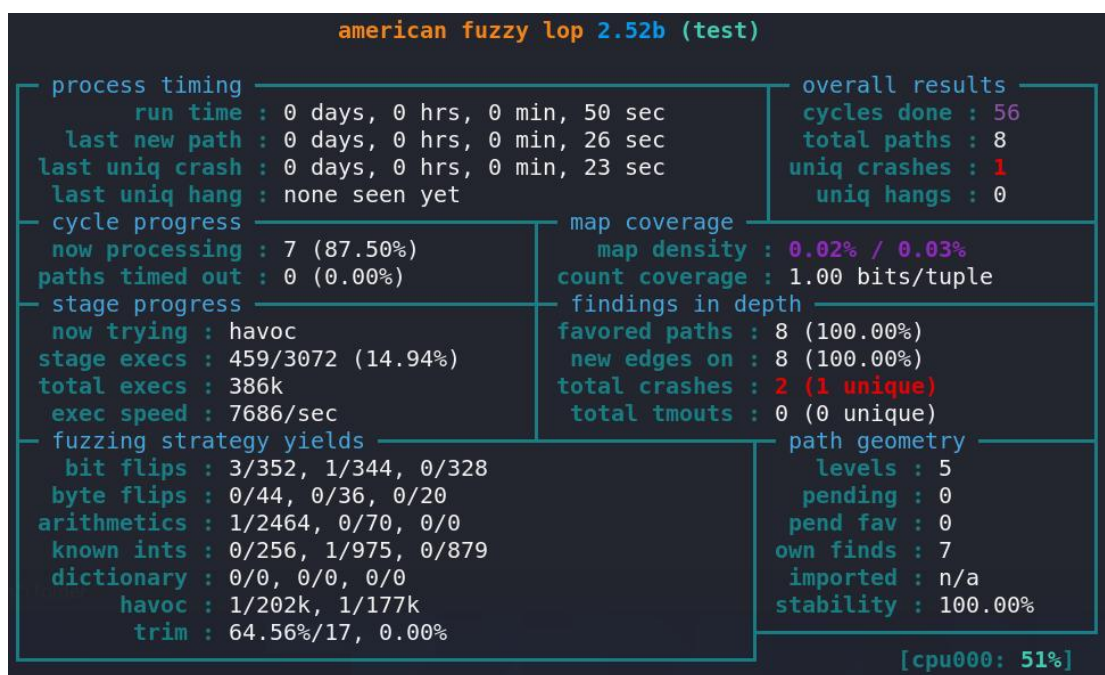 american fuzzy lop 2.52b (test)
process timing
run time : 0 days, 0 hrs, 0 min, 50 sec
last new path : 0 days, 0 hrs, 0 min, 26 sec
last uniq crash : 0 days, 0 hrs, 0 min, 23 sec
last uniq hang : none seen yet
overall results
cycles done : 56
total paths : 8
uniq crashes : 1
uniq hangs : 0
cycle progress
now processing : 7 (87.50%)
paths timed out : 0 (0.00%)
map coverage
map density : 0.02% / 0.03%
count coverage : 1.00 bits/tuple
stage progress
now trying : havoc
stage execs : 459/3072 (14.94%)
total execs : 386k
exec speed : 7686/sec
findings in depth
favored paths : 8 (100.00%)
new edges on : 8 (100.00%)
total crashes : 2 (1 unique)
total tmouts : 0 (0 unique)
fuzzing strategy yields
bit flips : 3/352, 1/344, 0/328
byte flips : 0/44, 0/36, 0/20
arithmetics : 1/2464, 0/70, 0/0
known ints : 0/256, 1/975, 0/879
dictionary : 0/0, 0/0, 0/0
havoc : 1/202k, 1/177k
trim : 64.56%/17, 0.00%
path geometry
levels : 5
pending : 0
pend fav : 0
own finds : 7
imported : n/a
stability : 100.00%
[cpu000: 51%]